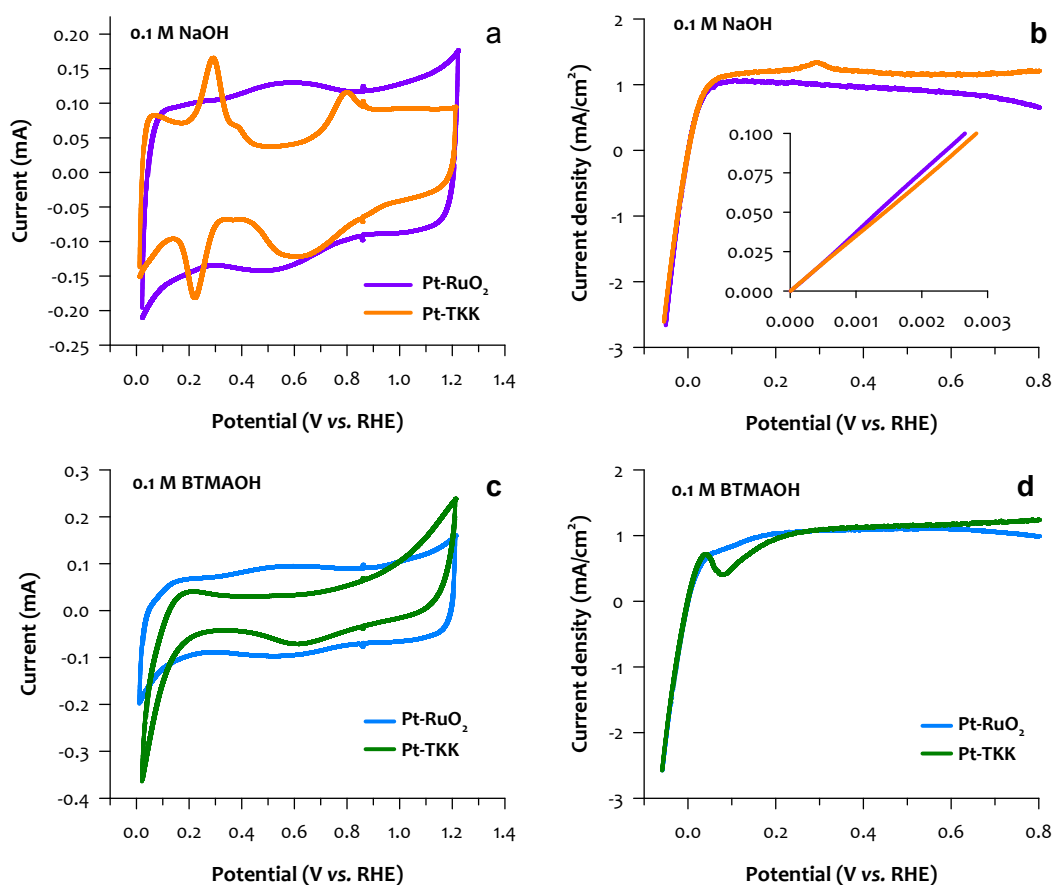 0.1 M NaOH
a
0.20
0.15
0.10
0.05
0.00
-0.05
-0.10
-0.15
-0.20
-0.25
Current (mA)
Pt-RuO₂
Pt-TKK
0.0 0.2 0.4 0.6 0.8 1.0 1.2 1.4
Potential (V vs. RHE)
0.1 M NaOH
b
2
1
0
-1
-2
-3
Current density (mA/cm²)
0.100
0.075
0.050
0.025
0.000
0.000 0.001 0.002 0.003
0.0 0.2 0.4 0.6 0.8
Potential (V vs. RHE)
0.1 M BTMAOH
c
0.3
0.2
0.1
0.0
-0.1
-0.2
-0.3
-0.4
Current (mA)
Pt-RuO₂
Pt-TKK
0.0 0.2 0.4 0.6 0.8 1.0 1.2 1.4
Potential (V vs. RHE)
0.1 M BTMAOH
d
2
1
0
-1
-2
-3
Current density (mA/cm²)
Pt-RuO₂
Pt-TKK
0.0 0.2 0.4 0.6 0.8
Potential (V vs. RHE)